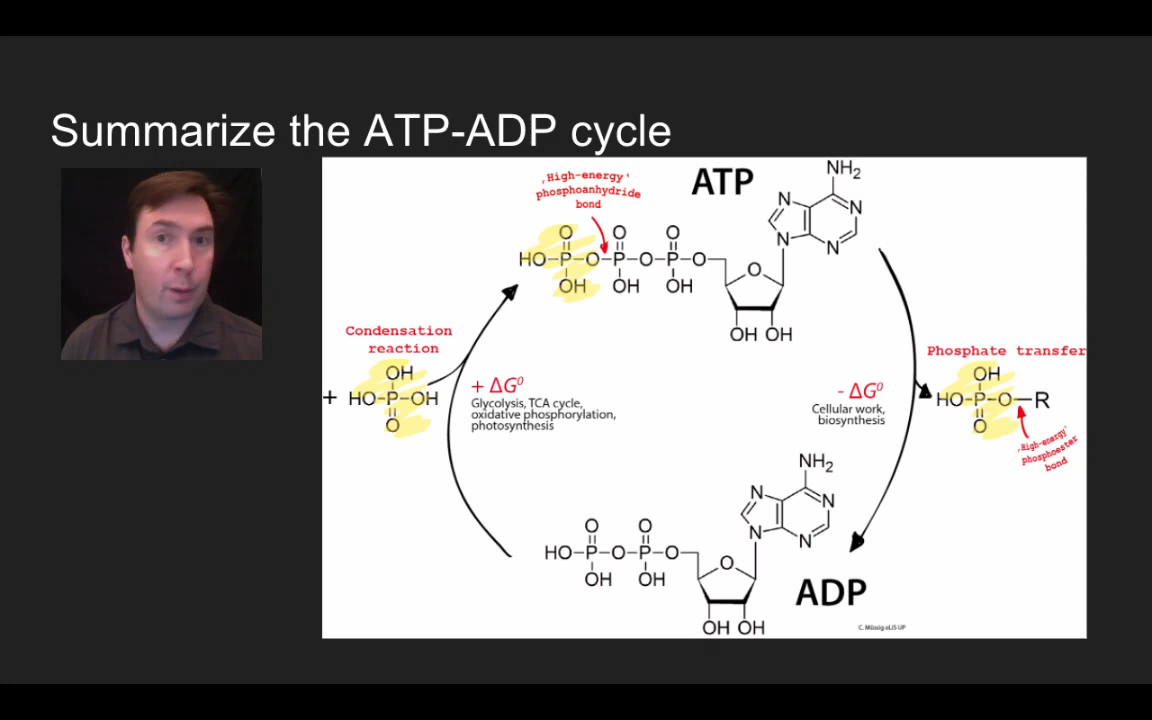 Summarize the ATP-ADP cycle
‚High-energy‘
phosphoanhydride
bond
ATP
NH2
N
N
N
N
O
O
O
HO-P-O-P-O-P-O
OH
OH
OH
O
OH OH
Condensation
reaction
OH
+ HO-P-OH
O
+ ΔG⁰
Glycolysis, TCA cycle,
oxidative phosphorylation,
photosynthesis
- ΔG⁰
Cellular work,
biosynthesis
Phosphate transfer
OH
HO-P-O-R
O
‚High-energy‘
phosphoester
bond
NH2
N
N
N
N
O
O
HO-P-O-P-O
OH
OH
O
OH OH
ADP
C. Müssig eLiS UP